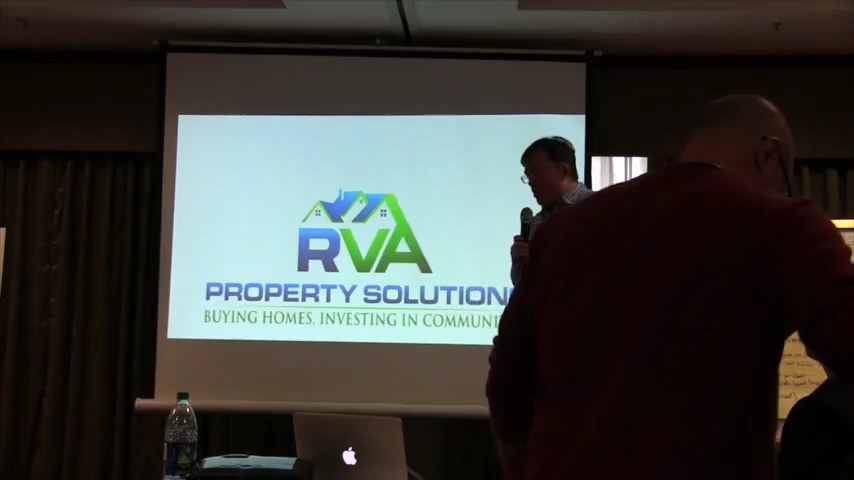 RVA
PROPERTY SOLUTION
BUYING HOMES, INVESTING IN COMMUNI